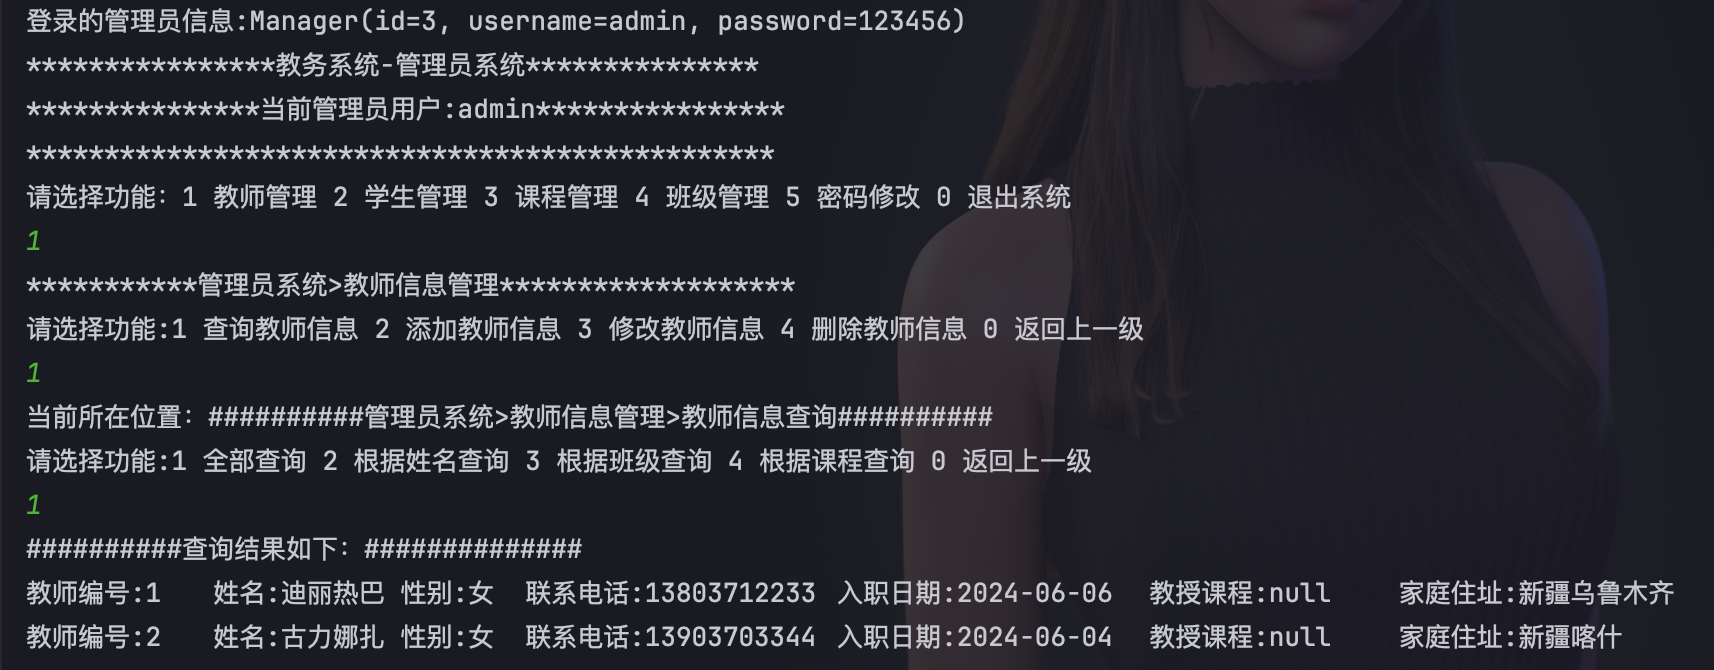 登录的管理员信息:Manager(id=3, username=admin, password=123456)
****************教务系统-管理员系统***************
***************当前管理员用户:admin****************
************************************************
请选择功能：1 教师管理 2 学生管理 3 课程管理 4 班级管理 5 密码修改 0 退出系统
1
***********管理员系统>教师信息管理*******************
请选择功能:1 查询教师信息 2 添加教师信息 3 修改教师信息 4 删除教师信息 0 返回上一级
1
当前所在位置：##########管理员系统>教师信息管理>教师信息查询##########
请选择功能:1 全部查询 2 根据姓名查询 3 根据班级查询 4 根据课程查询 0 返回上一级
1
##########查询结果如下：##############
教师编号:1 姓名:迪丽热巴 性别:女 联系电话:13803712233 入职日期:2024-06-06 教授课程:null 家庭住址:新疆乌鲁木齐
教师编号:2 姓名:古力娜扎 性别:女 联系电话:13903703344 入职日期:2024-06-04 教授课程:null 家庭住址:新疆喀什